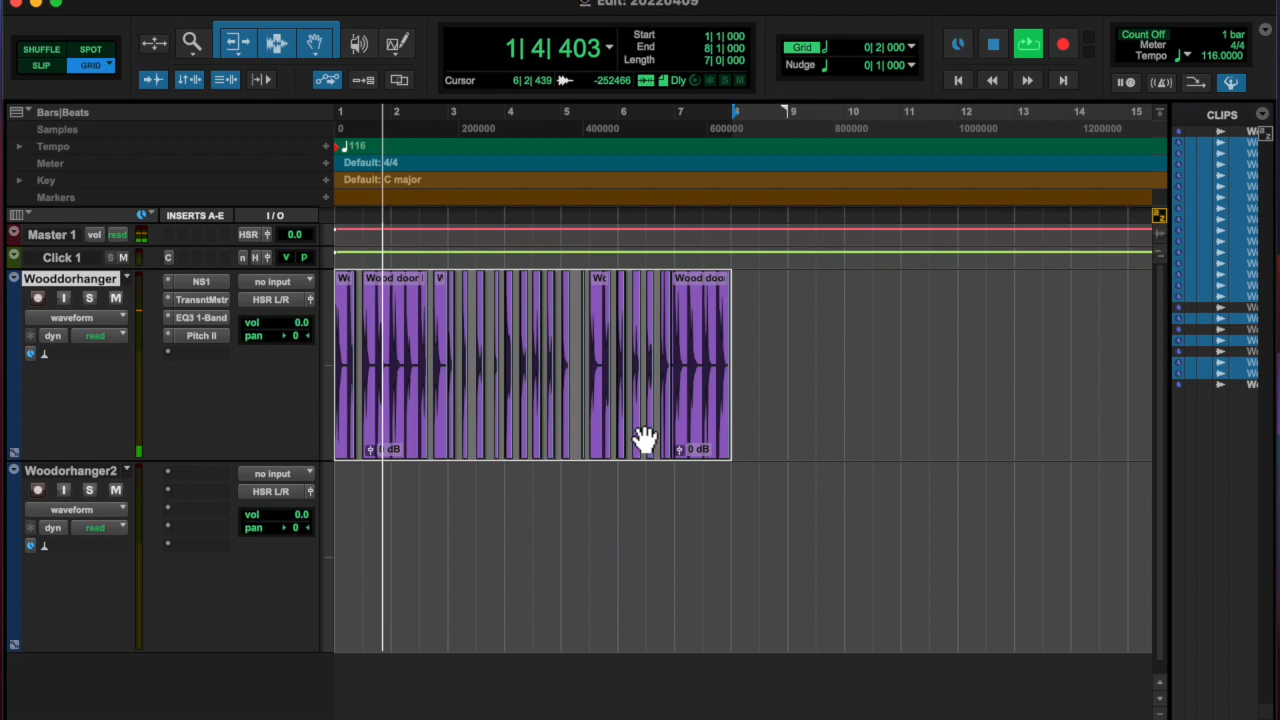 Edit: 20220409
SHUFFLE SPOT
SLIP GRID
1| 4| 403
Start 1| 1| 000
End 8| 1| 000
Length 7| 0| 000
Cursor 6| 2| 439 -252466 Dly S M
Grid 0| 2| 000
Nudge 0| 1| 000
Count Off 1 bar
Meter 4/4
Tempo 116.0000
Bars|Beats 1 2 3 4 5 6 7 8 9 10 11 12 13 14 15
Samples 0 200000 400000 600000 800000 1000000 1200000
Tempo 116
Meter Default: 4/4
Key Default: C major
Markers
INSERTS A-E I / O
CLIPS
Master 1 vol read HSR 0.0
Click 1 S M C n H V P
Wooddorhanger
I S M
waveform
dyn read
NS1
TransntMstr
EQ3 1-Band
Pitch II
no input
HSR L/R
vol 0.0
pan 0
Wood door
0 dB
0 dB
Woodorhanger2
I S M
waveform
dyn read
no input
HSR L/R
vol 0.0
pan 0